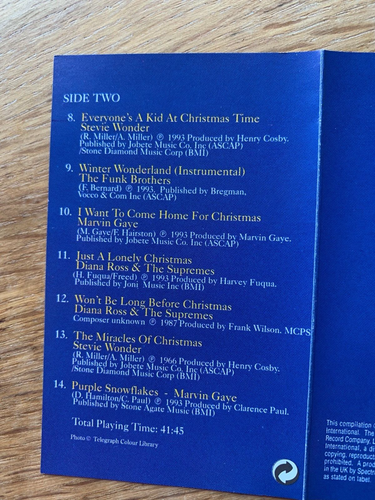 SIDE TWO
8. Everyone's A Kid At Christmas Time
Stevie Wonder
(R. Miller/A. Miller) ℗ 1993 Produced by Henry Cosby.
Published by Jobete Music Co. Inc (ASCAP)
/Stone Diamond Music Corp (BMI)
9. Winter Wonderland (Instrumental)
The Funk Brothers
(F. Bernard) ℗ 1993, Published by Bregman,
Vocco & Com Inc (ASCAP)
10. I Want To Come Home For Christmas
Marvin Gaye
(M. Gaye/F. Hairston) ℗ 1993 Produced by Marvin Gaye.
Published by Jobete Music Co. Inc (ASCAP)
11. Just A Lonely Christmas
Diana Ross & The Supremes
(H. Fuqua/Freed) ℗ 1993 Produced by Harvey Fuqua.
Published by Joni Music Inc (BMI)
12. Won't Be Long Before Christmas
Diana Ross & The Supremes
Composer unknown ℗ 1987 Produced by Frank Wilson. MCPS
13. The Miracles Of Christmas
Stevie Wonder
(R. Miller/A. Miller) ℗ 1966 Produced by Henry Cosby.
Published by Jobete Music Co. Inc (ASCAP)
/Stone Diamond Music Corp (BMI)
14. Purple Snowflakes - Marvin Gaye
(D. Hamilton/C. Paul) ℗ 1993 Produced by Clarence Paul.
Published by Stone Agate Music (BMI)
Total Playing Time: 41:45
Photo © Telegraph Colour Library
This compilation
International. The
Record Company L
International, a di
copying, reproduct
prohibited. A prod
in the UK by Spectr
as stated on label.